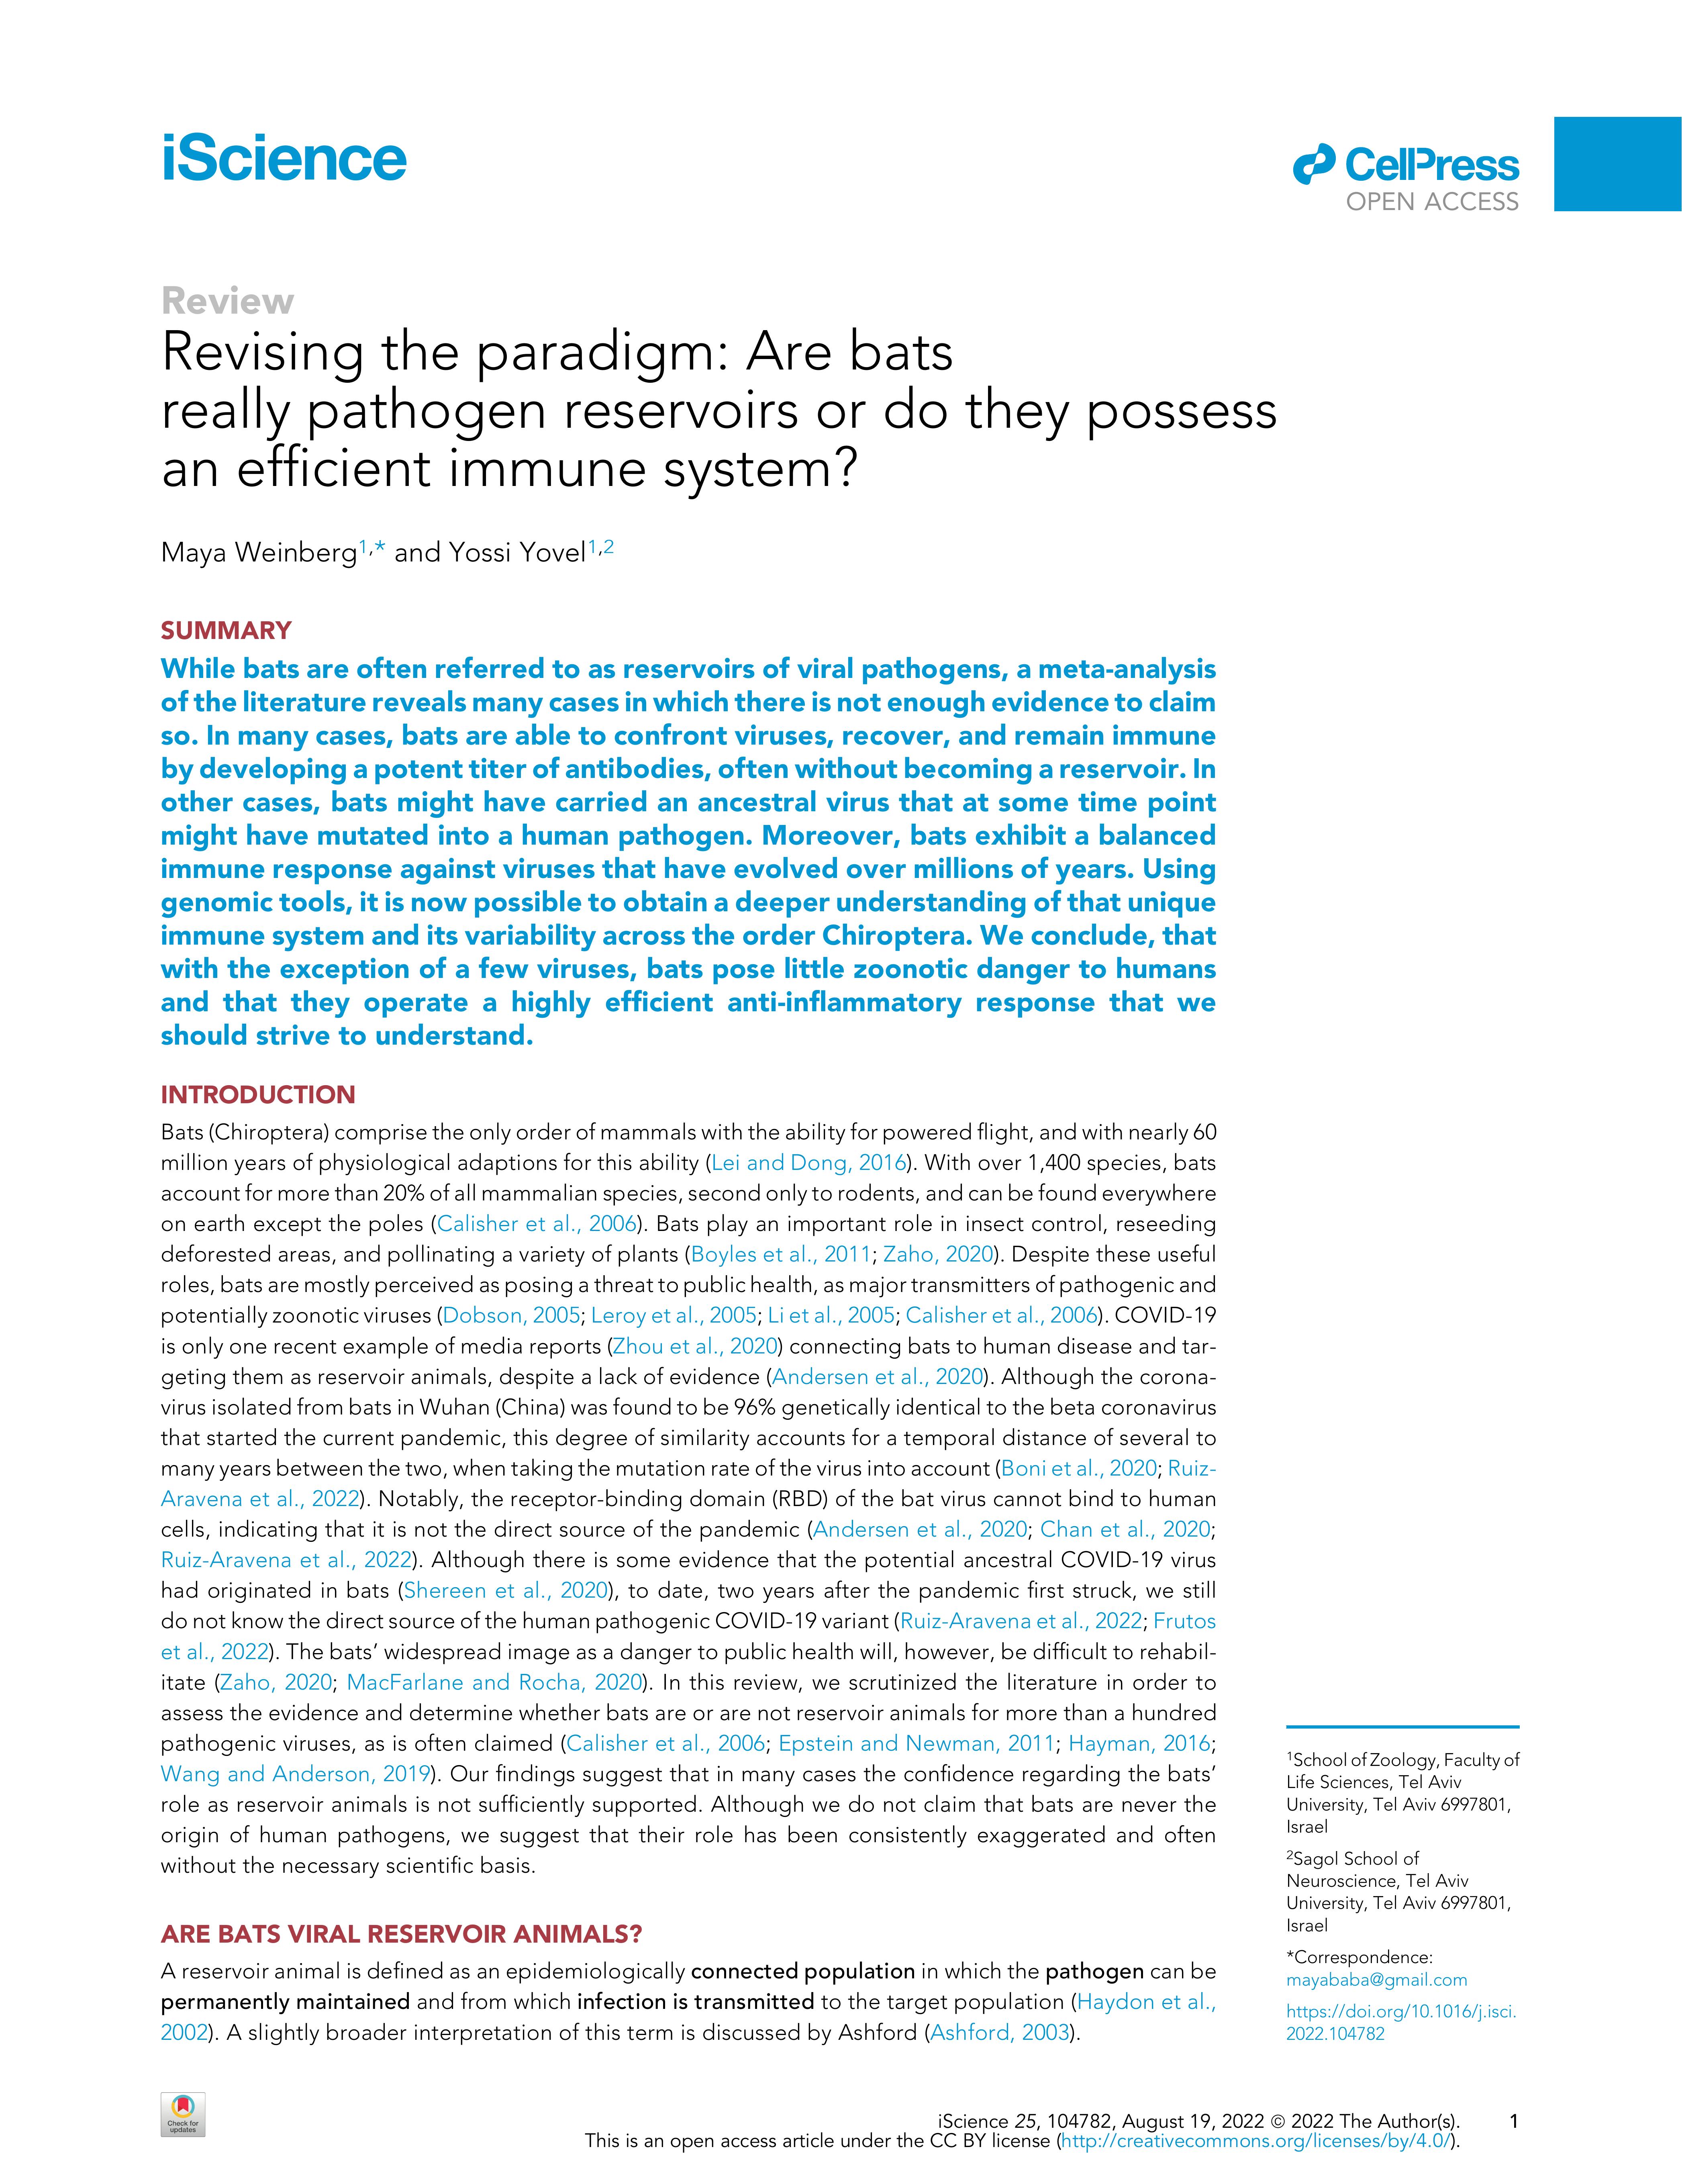 iScience
CellPress
OPEN ACCESS
Review
Revising the paradigm: Are bats
really pathogen reservoirs or do they possess
an efficient immune system?
Maya Weinberg1,* and Yossi Yovel1,2
SUMMARY
While bats are often referred to as reservoirs of viral pathogens, a meta-analysis
of the literature reveals many cases in which there is not enough evidence to claim
so. In many cases, bats are able to confront viruses, recover, and remain immune
by developing a potent titer of antibodies, often without becoming a reservoir. In
other cases, bats might have carried an ancestral virus that at some time point
might have mutated into a human pathogen. Moreover, bats exhibit a balanced
immune response against viruses that have evolved over millions of years. Using
genomic tools, it is now possible to obtain a deeper understanding of that unique
immune system and its variability across the order Chiroptera. We conclude, that
with the exception of a few viruses, bats pose little zoonotic danger to humans
and that they operate a highly efficient anti-inflammatory response that we
should strive to understand.
INTRODUCTION
Bats (Chiroptera) comprise the only order of mammals with the ability for powered flight, and with nearly 60
million years of physiological adaptions for this ability (Lei and Dong, 2016). With over 1,400 species, bats
account for more than 20% of all mammalian species, second only to rodents, and can be found everywhere
on earth except the poles (Calisher et al., 2006). Bats play an important role in insect control, reseeding
deforested areas, and pollinating a variety of plants (Boyles et al., 2011; Zaho, 2020). Despite these useful
roles, bats are mostly perceived as posing a threat to public health, as major transmitters of pathogenic and
potentially zoonotic viruses (Dobson, 2005; Leroy et al., 2005; Li et al., 2005; Calisher et al., 2006). COVID-19
is only one recent example of media reports (Zhou et al., 2020) connecting bats to human disease and tar-
geting them as reservoir animals, despite a lack of evidence (Andersen et al., 2020). Although the corona-
virus isolated from bats in Wuhan (China) was found to be 96% genetically identical to the beta coronavirus
that started the current pandemic, this degree of similarity accounts for a temporal distance of several to
many years between the two, when taking the mutation rate of the virus into account (Boni et al., 2020; Ruiz-
Aravena et al., 2022). Notably, the receptor-binding domain (RBD) of the bat virus cannot bind to human
cells, indicating that it is not the direct source of the pandemic (Andersen et al., 2020; Chan et al., 2020;
Ruiz-Aravena et al., 2022). Although there is some evidence that the potential ancestral COVID-19 virus
had originated in bats (Shereen et al., 2020), to date, two years after the pandemic first struck, we still
do not know the direct source of the human pathogenic COVID-19 variant (Ruiz-Aravena et al., 2022; Frutos
et al., 2022). The bats' widespread image as a danger to public health will, however, be difficult to rehabil-
itate (Zaho, 2020; MacFarlane and Rocha, 2020). In this review, we scrutinized the literature in order to
assess the evidence and determine whether bats are or are not reservoir animals for more than a hundred
pathogenic viruses, as is often claimed (Calisher et al., 2006; Epstein and Newman, 2011; Hayman, 2016;
Wang and Anderson, 2019). Our findings suggest that in many cases the confidence regarding the bats'
role as reservoir animals is not sufficiently supported. Although we do not claim that bats are never the
origin of human pathogens, we suggest that their role has been consistently exaggerated and often
without the necessary scientific basis.
ARE BATS VIRAL RESERVOIR ANIMALS?
A reservoir animal is defined as an epidemiologically connected population in which the pathogen can be
permanently maintained and from which infection is transmitted to the target population (Haydon et al.,
2002). A slightly broader interpretation of this term is discussed by Ashford (Ashford, 2003).
1School of Zoology, Faculty of
Life Sciences, Tel Aviv
University, Tel Aviv 6997801,
Israel
2Sagol School of
Neuroscience, Tel Aviv
University, Tel Aviv 6997801,
Israel
*Correspondence:
mayababa@gmail.com
https://doi.org/10.1016/j.isci.
2022.104782
Check for
updates
iScience 25, 104782, August 19, 2022 © 2022 The Author(s). 1
This is an open access article under the CC BY license (http://creativecommons.org/licenses/by/4.0/).